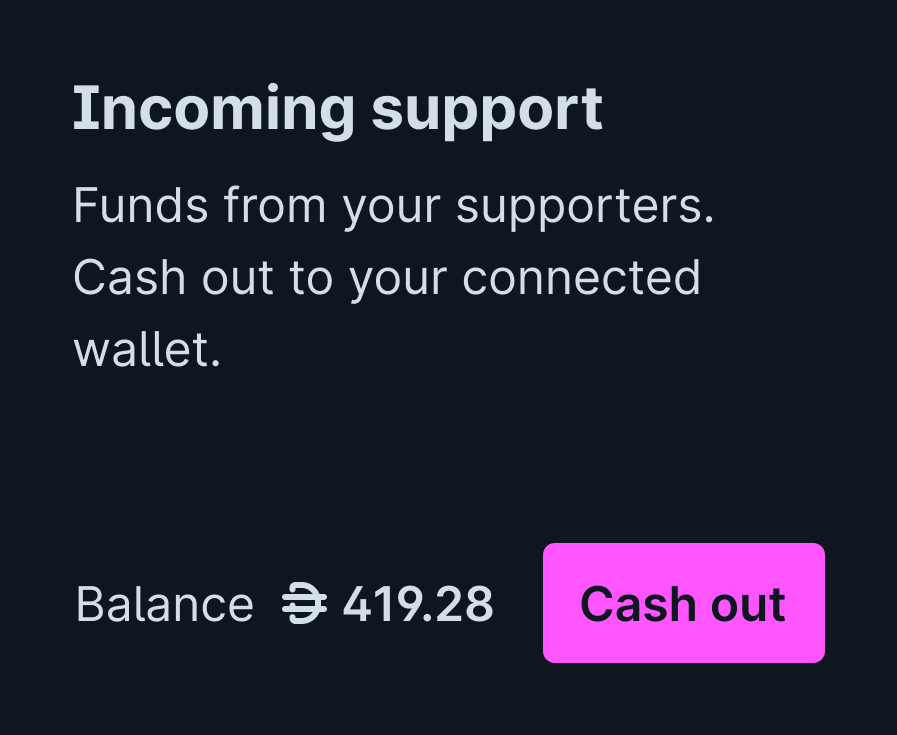 Incoming support
Funds from your supporters.
Cash out to your connected
wallet.
Balance 419.28
Cash out